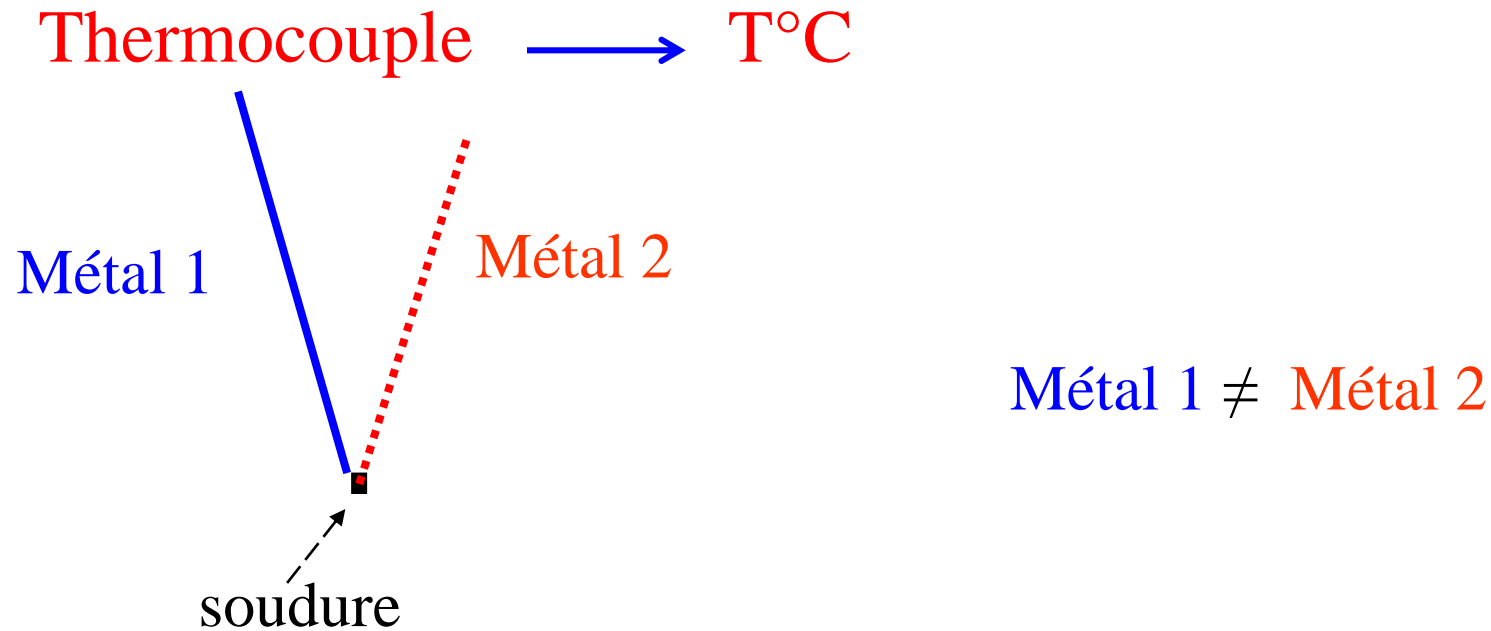 Thermocouple T°C
Métal 1
Métal 2
Métal 1 ≠ Métal 2
soudure